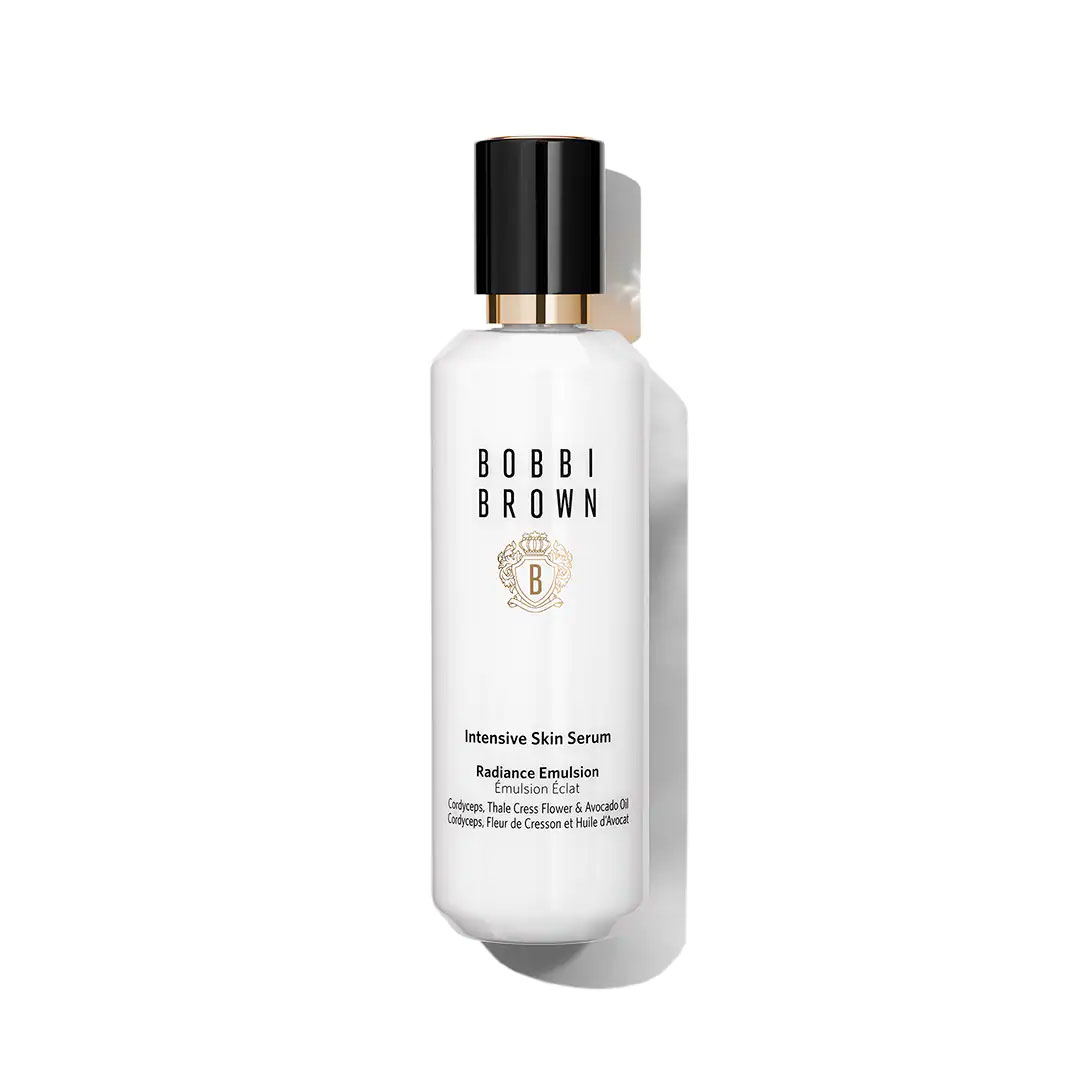 BOBBI
BROWN
B
Intensive Skin Serum
Radiance Emulsion
Émulsion Éclat
Cordyceps, Thale Cress Flower & Avocado Oil
Cordyceps, Fleur de Cresson et Huile d'Avocat